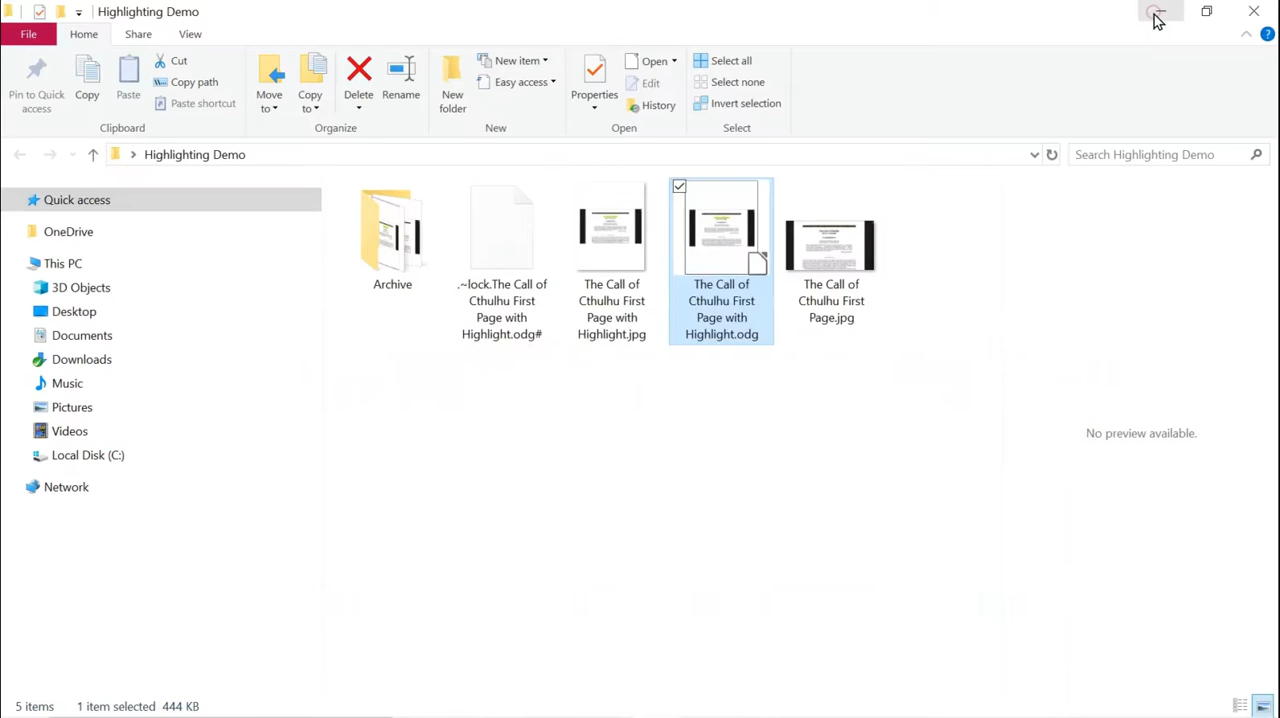 Highlighting Demo
File Home Share View
Pin to Quick access
Copy
Paste
Cut
Copy path
Paste shortcut
Clipboard
Move to
Copy to
Delete
Rename
Organize
New folder
New item
Easy access
New
Properties
Open
Edit
History
Open
Select all
Select none
Invert selection
Select
Highlighting Demo
Search Highlighting Demo
Quick access
OneDrive
This PC
3D Objects
Desktop
Documents
Downloads
Music
Pictures
Videos
Local Disk (C:)
Network
Archive
.~lock.The Call of
Cthulhu First
Page with
Highlight.odg#
The Call of
Cthulhu First
Page with
Highlight.jpg
The Call of
Cthulhu First
Page with
Highlight.odg
The Call of
Cthulhu First
Page.jpg
No preview available.
5 items 1 item selected 444 KB